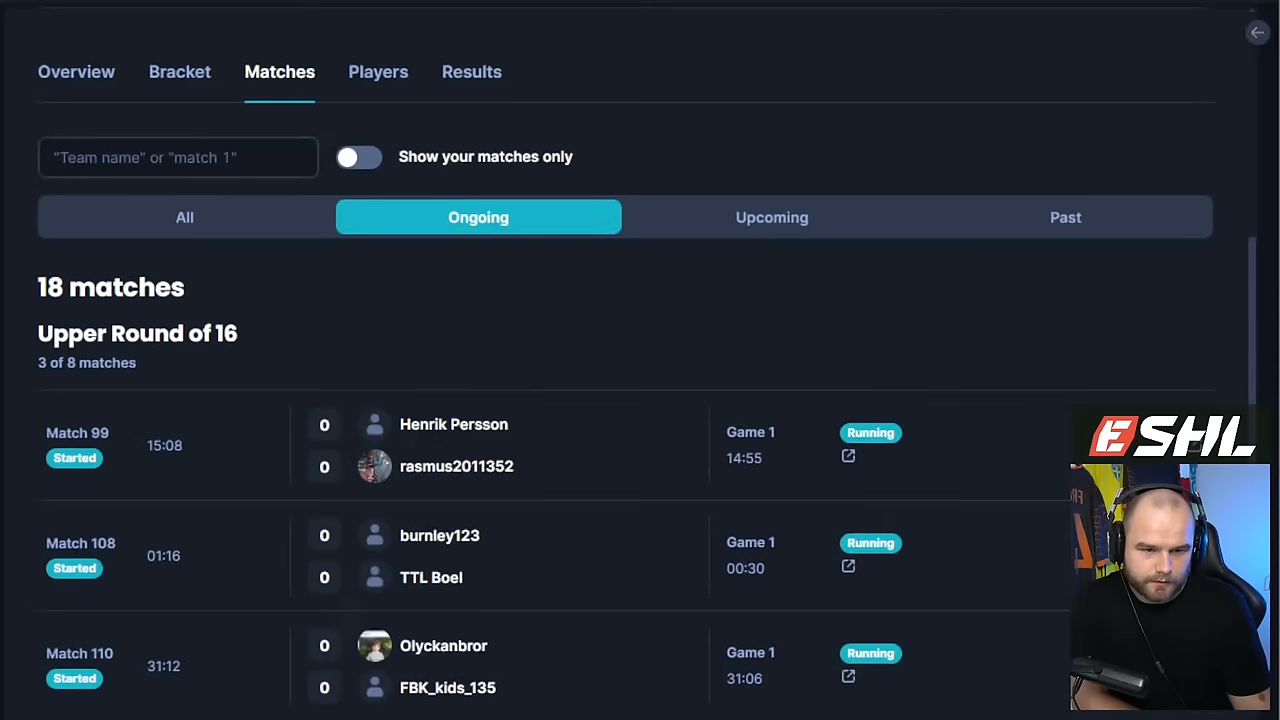 Overview Bracket Matches Players Results
"Team name" or "match 1" Show your matches only
All Ongoing Upcoming Past
18 matches
Upper Round of 16
3 of 8 matches
Match 99
Started
15:08
0 Henrik Persson
0 rasmus2011352
Game 1
14:55
Running
Match 108
Started
01:16
0 burnley123
0 TTL Boel
Game 1
00:30
Running
Match 110
Started
31:12
0 Olyckanbror
0 FBK_kids_135
Game 1
31:06
Running
ESHL